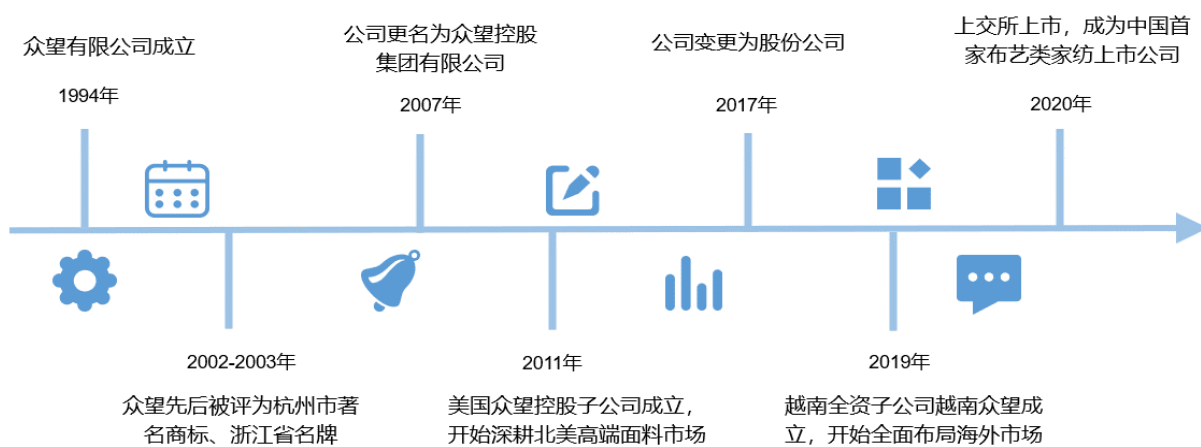 众望有限公司成立
1994年
公司更名为众望控股
集团有限公司
2007年
公司变更为股份公司
2017年
上交所上市，成为中国首
家布艺类家纺上市公司
2020年
2002-2003年
众望先后被评为杭州市著
名商标、浙江省名牌
2011年
美国众望控股子公司成立，
开始深耕北美高端面料市场
2019年
越南全资子公司越南众望成
立，开始全面布局海外市场